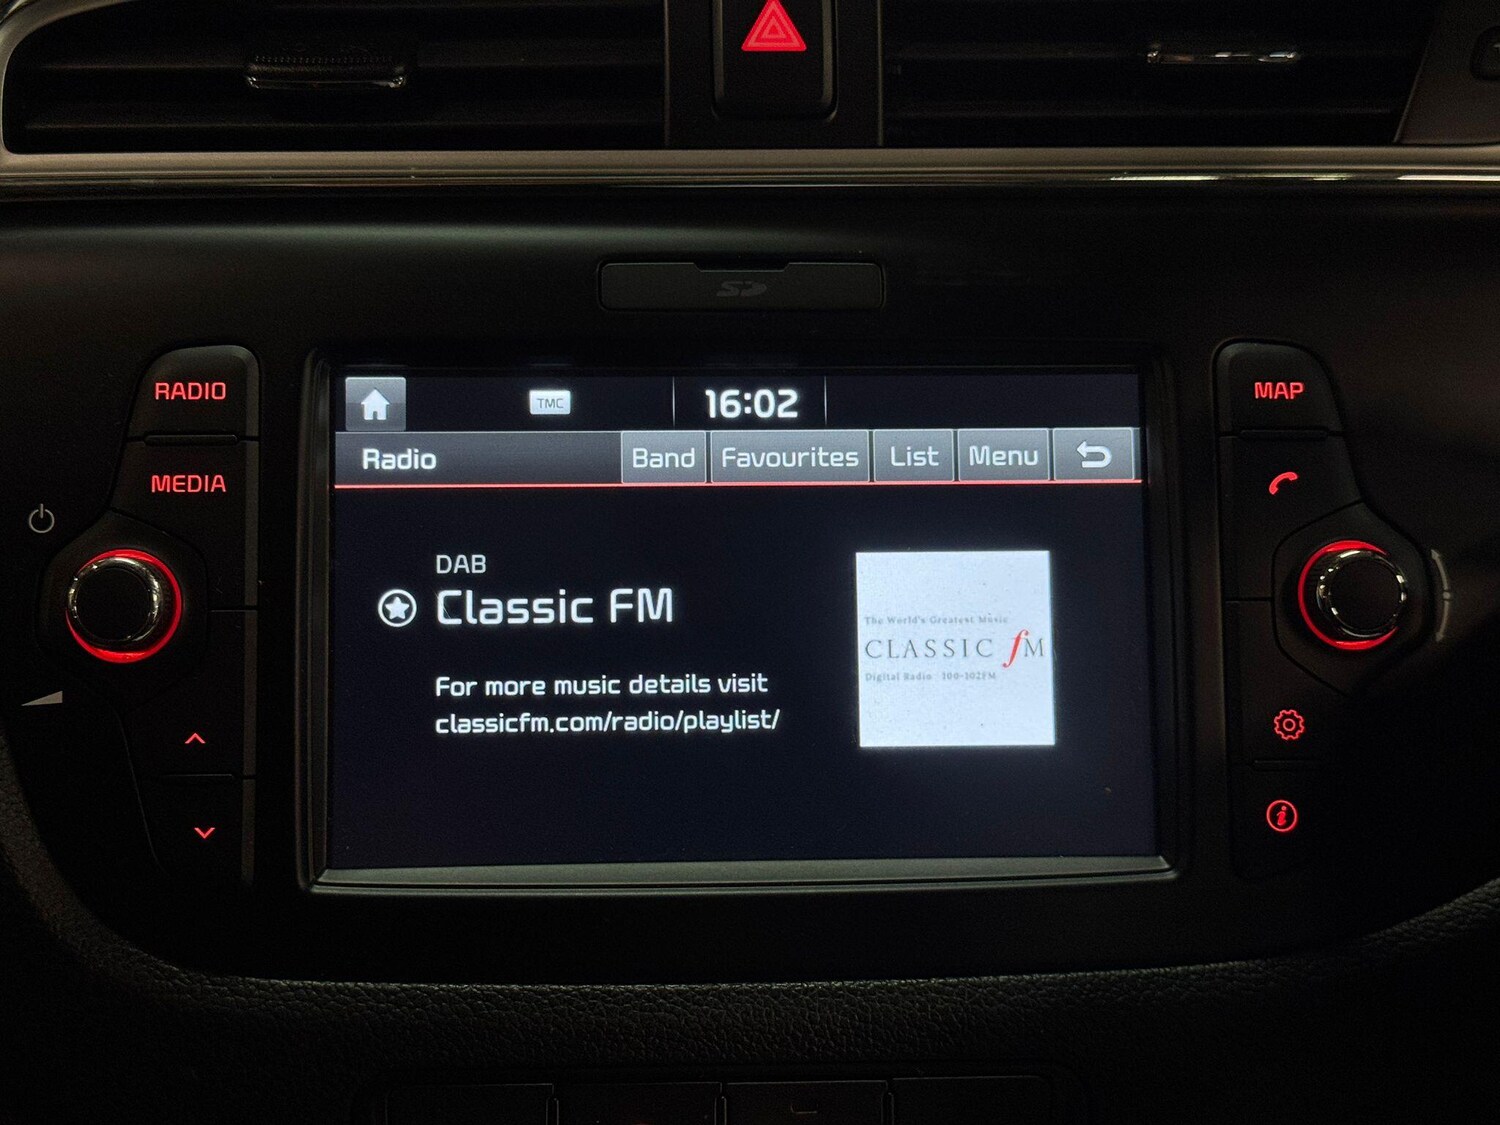 SD
RADIO
MEDIA
TMC
16:02
Radio
Band
Favourites
List
Menu
DAB
Classic FM
For more music details visit
classicfm.com/radio/playlist/
The World's Greatest Music
CLASSIC fM
Digital Radio 100-102FM
MAP
i